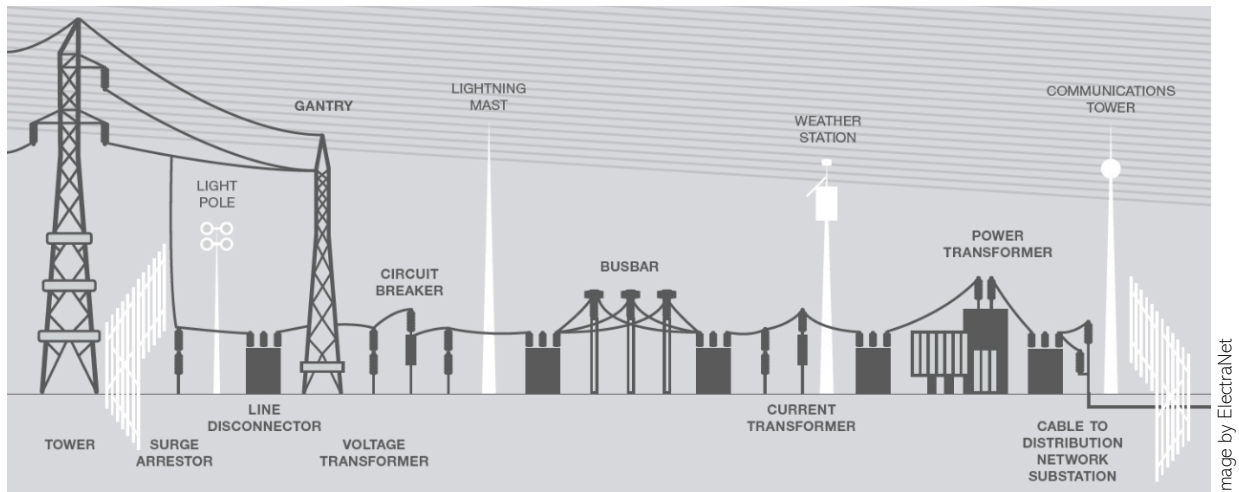 LIGHTNING
MAST
COMMUNICATIONS
TOWER
GANTRY
WEATHER
STATION
LIGHT
POLE
POWER
TRANSFORMER
CIRCUIT
BREAKER
BUSBAR
LINE
DISCONNECTOR
CURRENT
TRANSFORMER
CABLE TO
DISTRIBUTION
NETWORK
SUBSTATION
TOWER
SURGE
ARRESTOR
VOLTAGE
TRANSFORMER
mage by ElectraNet